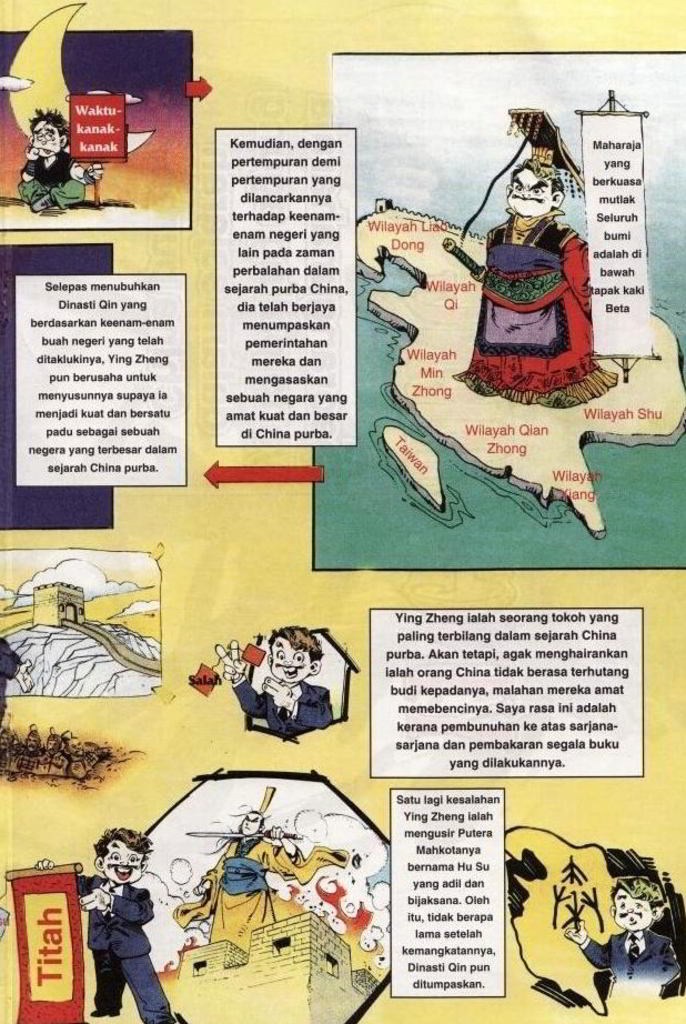 Waktu-
kanak-
kanak
Kemudian, dengan
pertempuran demi
pertempuran yang
dilancarkannya
terhadap keenam-
enam negeri yang
lain pada zaman
perbalahan dalam
sejarah purba China,
dia telah berjaya
menumpaskan
pemerintahan
mereka dan
mengasaskan
sebuah negara yang
amat kuat dan besar
di China purba.
Maharaja
yang
berkuasa
mutlak
Seluruh
bumi
adalah di
bawah
tapak kaki
Beta
Wilayah Liao
Dong
Wilayah
Qi
Wilayah
Min
Zhong
Wilayah Shu
Wilayah Qian
Zhong
Taiwan
Wilayah
Xiang
Selepas menubuhkan
Dinasti Qin yang
berdasarkan keenam-enam
buah negeri yang telah
ditaklukinya, Ying Zheng
pun berusaha untuk
menyusunnya supaya ia
menjadi kuat dan bersatu
padu sebagai sebuah
negera yang terbesar dalam
sejarah China purba.
Salah
Ying Zheng ialah seorang tokoh yang
paling terbilang dalam sejarah China
purba. Akan tetapi, agak menghairankan
ialah orang China tidak berasa terhutang
budi kepadanya, malahan mereka amat
memebencinya. Saya rasa ini adalah
kerana pembunuhan ke atas sarjana-
sarjana dan pembakaran segala buku
yang dilakukannya.
Satu lagi kesalahan
Ying Zheng ialah
mengusir Putera
Mahkotanya
bernama Hu Su
yang adil dan
bijaksana. Oleh
itu, tidak berapa
lama setelah
kemangkatannya,
Dinasti Qin pun
ditumpaskan.
Titah